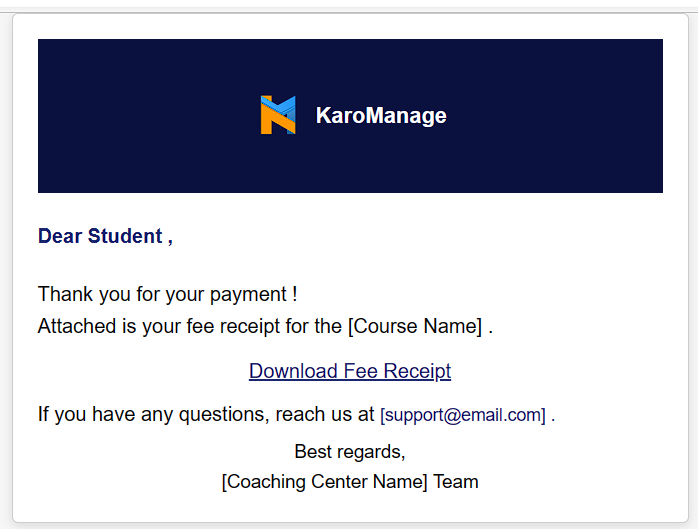 KaroManage
Dear Student ,
Thank you for your payment !
Attached is your fee receipt for the [Course Name] .
Download Fee Receipt
If you have any questions, reach us at [support@email.com] .
Best regards,
[Coaching Center Name] Team